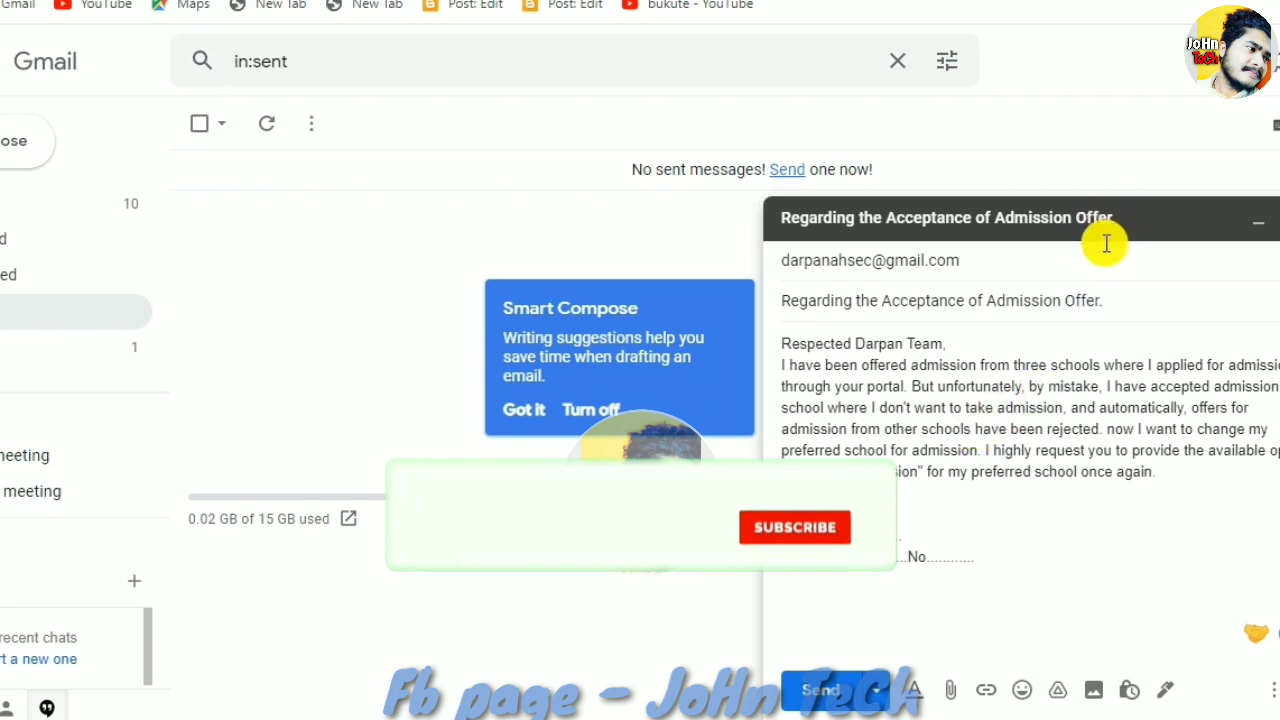 Gmail
YouTube
Maps
New Tab
New Tab
Post: Edit
Post: Edit
bukute - YouTube
Gmail
in:sent
JoHn
TeCh
ose
No sent messages! Send one now!
10
d
ed
1
Regarding the Acceptance of Admission Offer
darpanahsec@gmail.com
Regarding the Acceptance of Admission Offer.
Smart Compose
Writing suggestions help you
save time when drafting an
email.
Got it Turn off
Respected Darpan Team,
I have been offered admission from three schools where I applied for admissi
through your portal. But unfortunately, by mistake, I have accepted admission
school where I don't want to take admission, and automatically, offers for
admission from other schools have been rejected. now I want to change my
preferred school for admission. I highly request you to provide the available o
sion" for my preferred school once again.
...No............
neeting
meeting
0.02 GB of 15 GB used
SUBSCRIBE
recent chats
rt a new one
Send
Fb page - JoHn TeCh